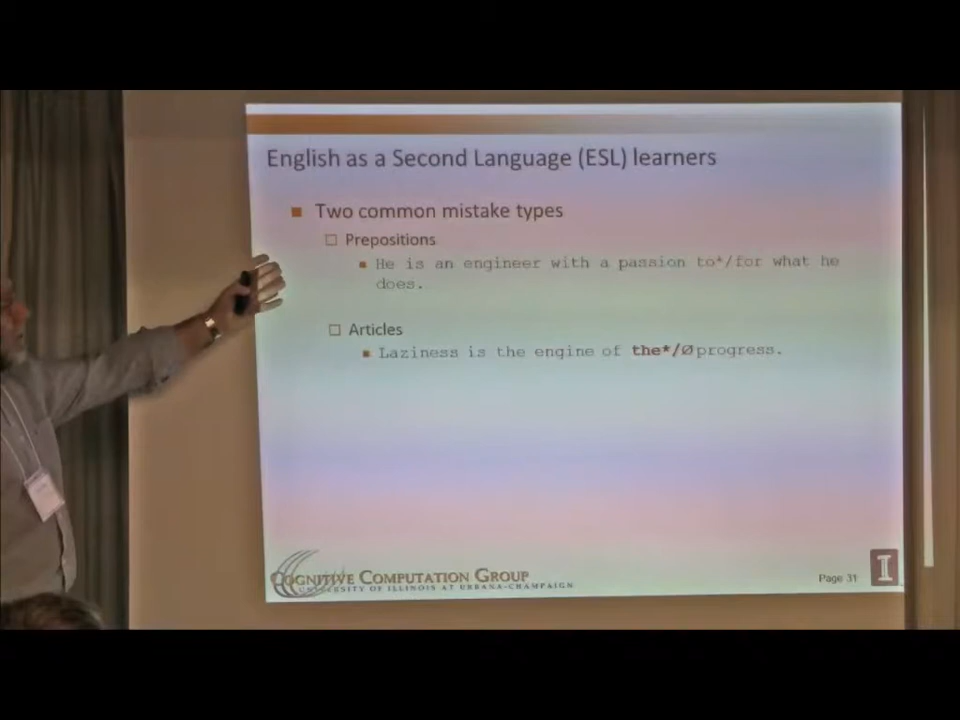 English as a Second Language (ESL) learners
Two common mistake types
Prepositions
He is an engineer with a passion to*/for what he
does.
Articles
Laziness is the engine of the*/Ø progress.
COGNITIVE COMPUTATION GROUP
UNIVERSITY OF ILLINOIS AT URBANA-CHAMPAIGN
Page 31
I